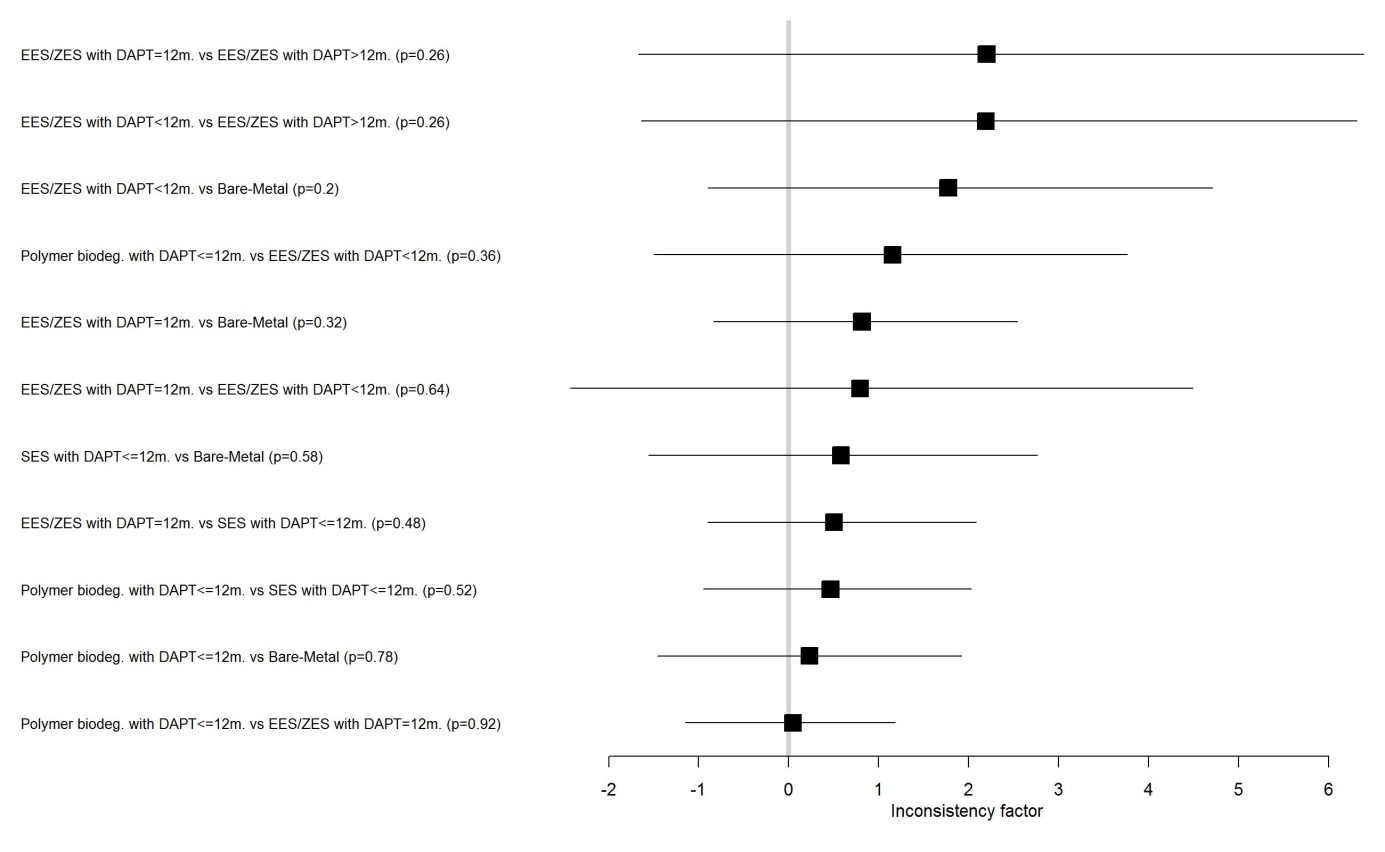 EES/ZES with DAPT=12m. vs EES/ZES with DAPT>12m. (p=0.26)
EES/ZES with DAPT<12m. vs EES/ZES with DAPT>12m. (p=0.26)
EES/ZES with DAPT<12m. vs Bare-Metal (p=0.2)
Polymer biodeg. with DAPT<=12m. vs EES/ZES with DAPT<12m. (p=0.36)
EES/ZES with DAPT=12m. vs Bare-Metal (p=0.32)
EES/ZES with DAPT=12m. vs EES/ZES with DAPT<12m. (p=0.64)
SES with DAPT<=12m. vs Bare-Metal (p=0.58)
EES/ZES with DAPT=12m. vs SES with DAPT<=12m. (p=0.48)
Polymer biodeg. with DAPT<=12m. vs SES with DAPT<=12m. (p=0.52)
Polymer biodeg. with DAPT<=12m. vs Bare-Metal (p=0.78)
Polymer biodeg. with DAPT<=12m. vs EES/ZES with DAPT=12m. (p=0.92)
-2 -1 0 1 2 3 4 5 6
Inconsistency factor